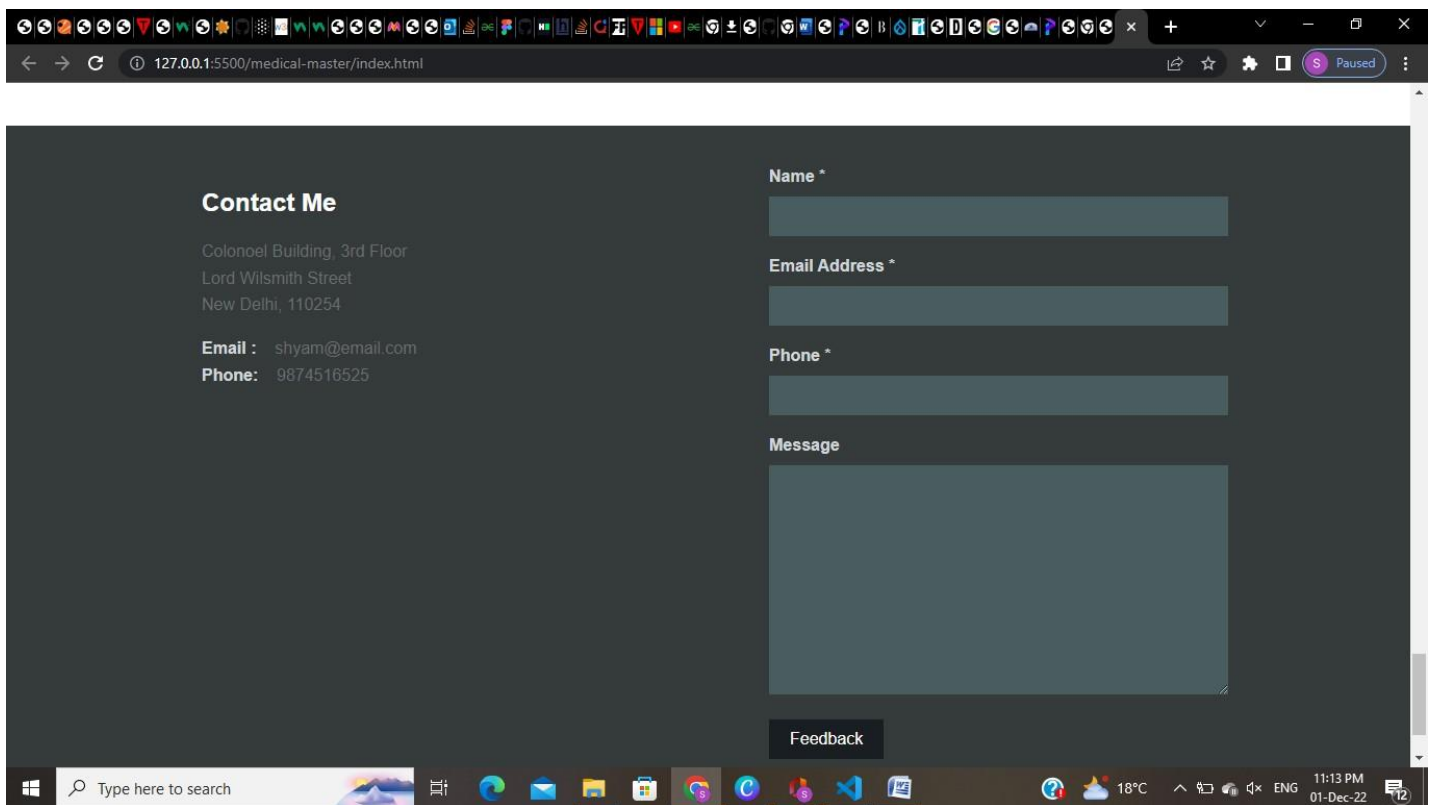 127.0.0.1:5500/medical-master/index.html
S Paused
Contact Me
Colonoel Building, 3rd Floor
Lord Wilsmith Street
New Delhi, 110254
Email : shyam@email.com
Phone: 9874516525
Name *
Email Address *
Phone *
Message
Feedback
Type here to search
18°C
ENG
11:13 PM
01-Dec-22
12